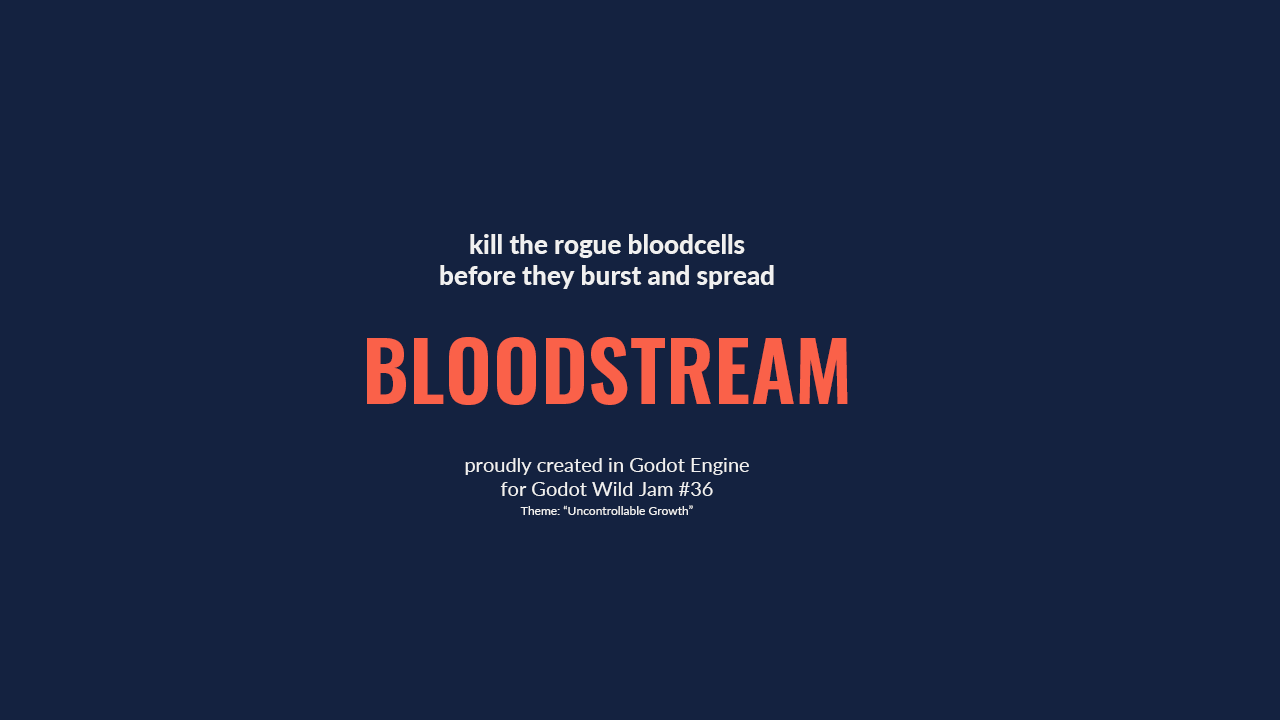 kill the rogue bloodcells
before they burst and spread
BLOODSTREAM
proudly created in Godot Engine
for Godot Wild Jam #36
Theme: “Uncontrollable Growth”